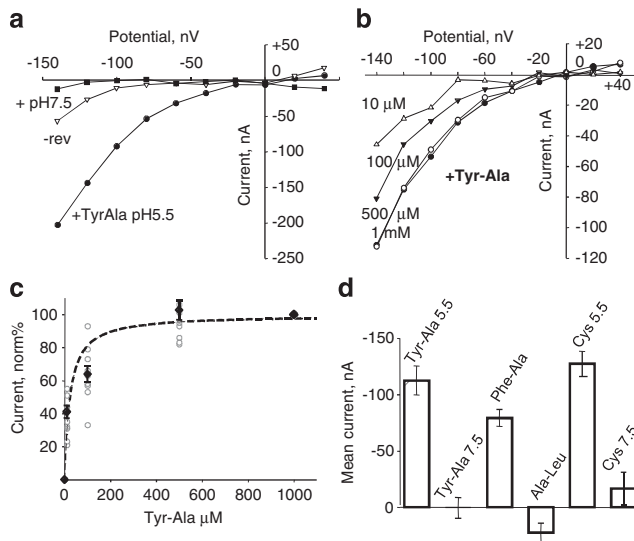 a
Potential, nV
-150 -100 -50
+50
0
-50
-100
-150
-200
-250
Current, nA
+ pH7.5
-rev
+TyrAla pH5.5
b
Potential, nV
-140 -100 -60 -20
+20
0
+40
-20
-40
-60
-80
-100
-120
Current, nA
10 µM
100 µM
500 µM
1 mM
+Tyr-Ala
c
Current, norm%
100
80
60
40
20
0 200 400 600 800 1000
Tyr-Ala µM
d
Mean current, nA
-150
-100
-50
0
Tyr-Ala 5.5
Tyr-Ala 7.5
Phe-Ala
Ala-Leu
Cys 5.5
Cys 7.5